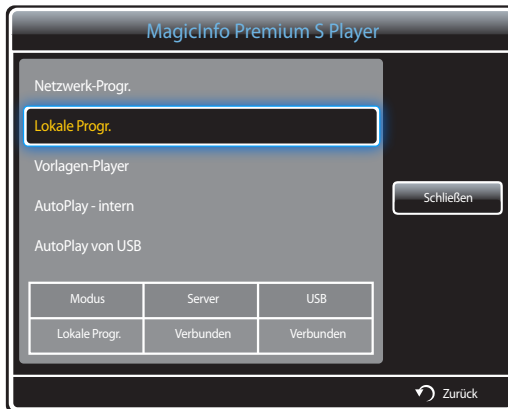 MagicInfo Premium S Player
Netzwerk-Progr.
Lokale Progr.
Vorlagen-Player
AutoPlay - intern
AutoPlay von USB
Schließen
Modus Server USB
Lokale Progr. Verbunden Verbunden
Zurück